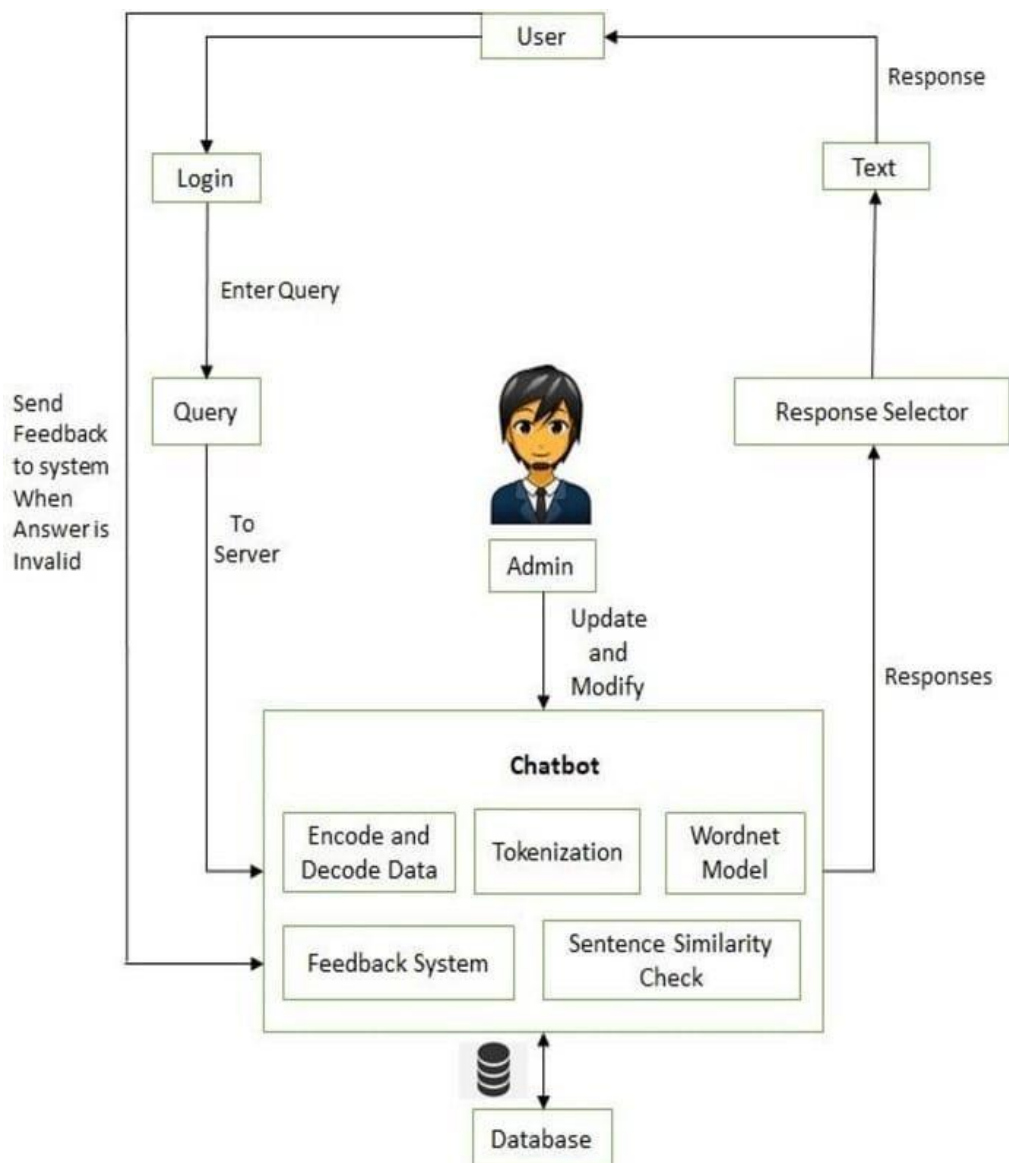 User
Response
Login
Text
Enter Query
Send
Feedback
to system
When
Answer is
Invalid
Query
Response Selector
To
Server
Admin
Update
and
Modify
Responses
Chatbot
Encode and
Decode Data
Tokenization
Wordnet
Model
Feedback System
Sentence Similarity
Check
Database